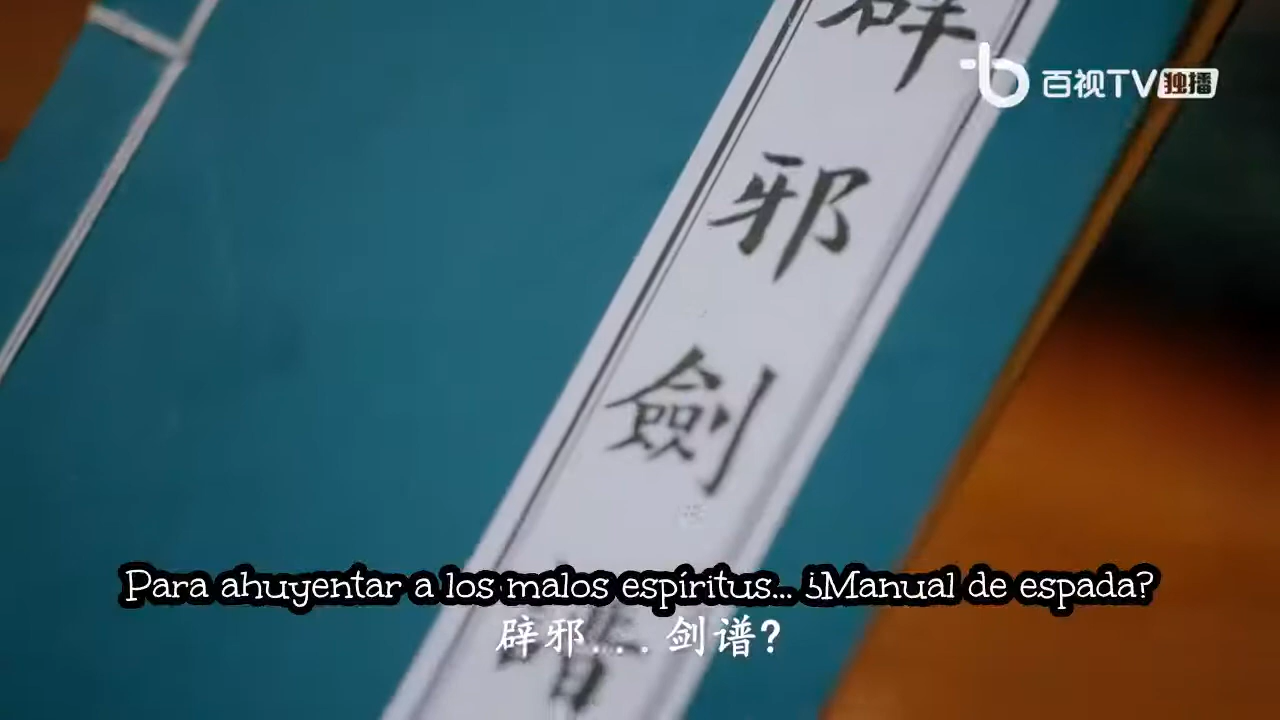 百视TV独播
辟
邪
劍
譜
Para ahuyentar a los malos espíritus... ¿Manual de espada?
辟邪... 。剑谱?